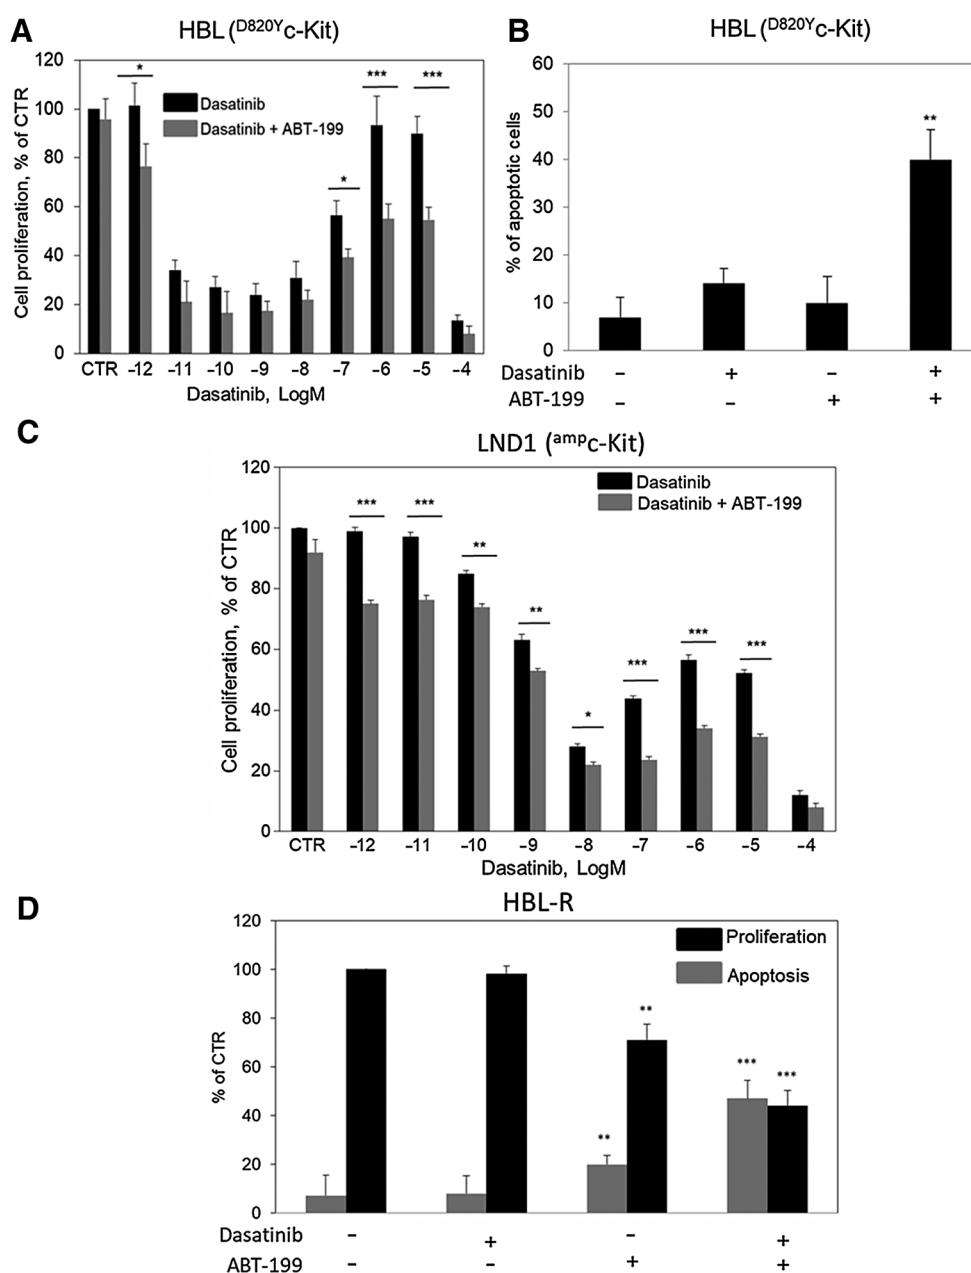 A
HBL (D820Yc-Kit)
120
100
80
60
40
20
0
Cell proliferation, % of CTR
Dasatinib
Dasatinib + ABT-199
*
*
***
***
CTR -12 -11 -10 -9 -8 -7 -6 -5 -4
Dasatinib, LogM
B
HBL (D820Yc-Kit)
60
50
40
30
20
10
0
% of apoptotic cells
**
Dasatinib - + - +
ABT-199 - - + +
C
LND1 (ampc-Kit)
120
100
80
60
40
20
0
Cell proliferation, % of CTR
Dasatinib
Dasatinib + ABT-199
***
***
**
**
*
***
***
***
CTR -12 -11 -10 -9 -8 -7 -6 -5 -4
Dasatinib, LogM
D
HBL-R
120
100
80
60
40
20
0
% of CTR
Proliferation
Apoptosis
**
**
***
***
Dasatinib - + - +
ABT-199 - - + +